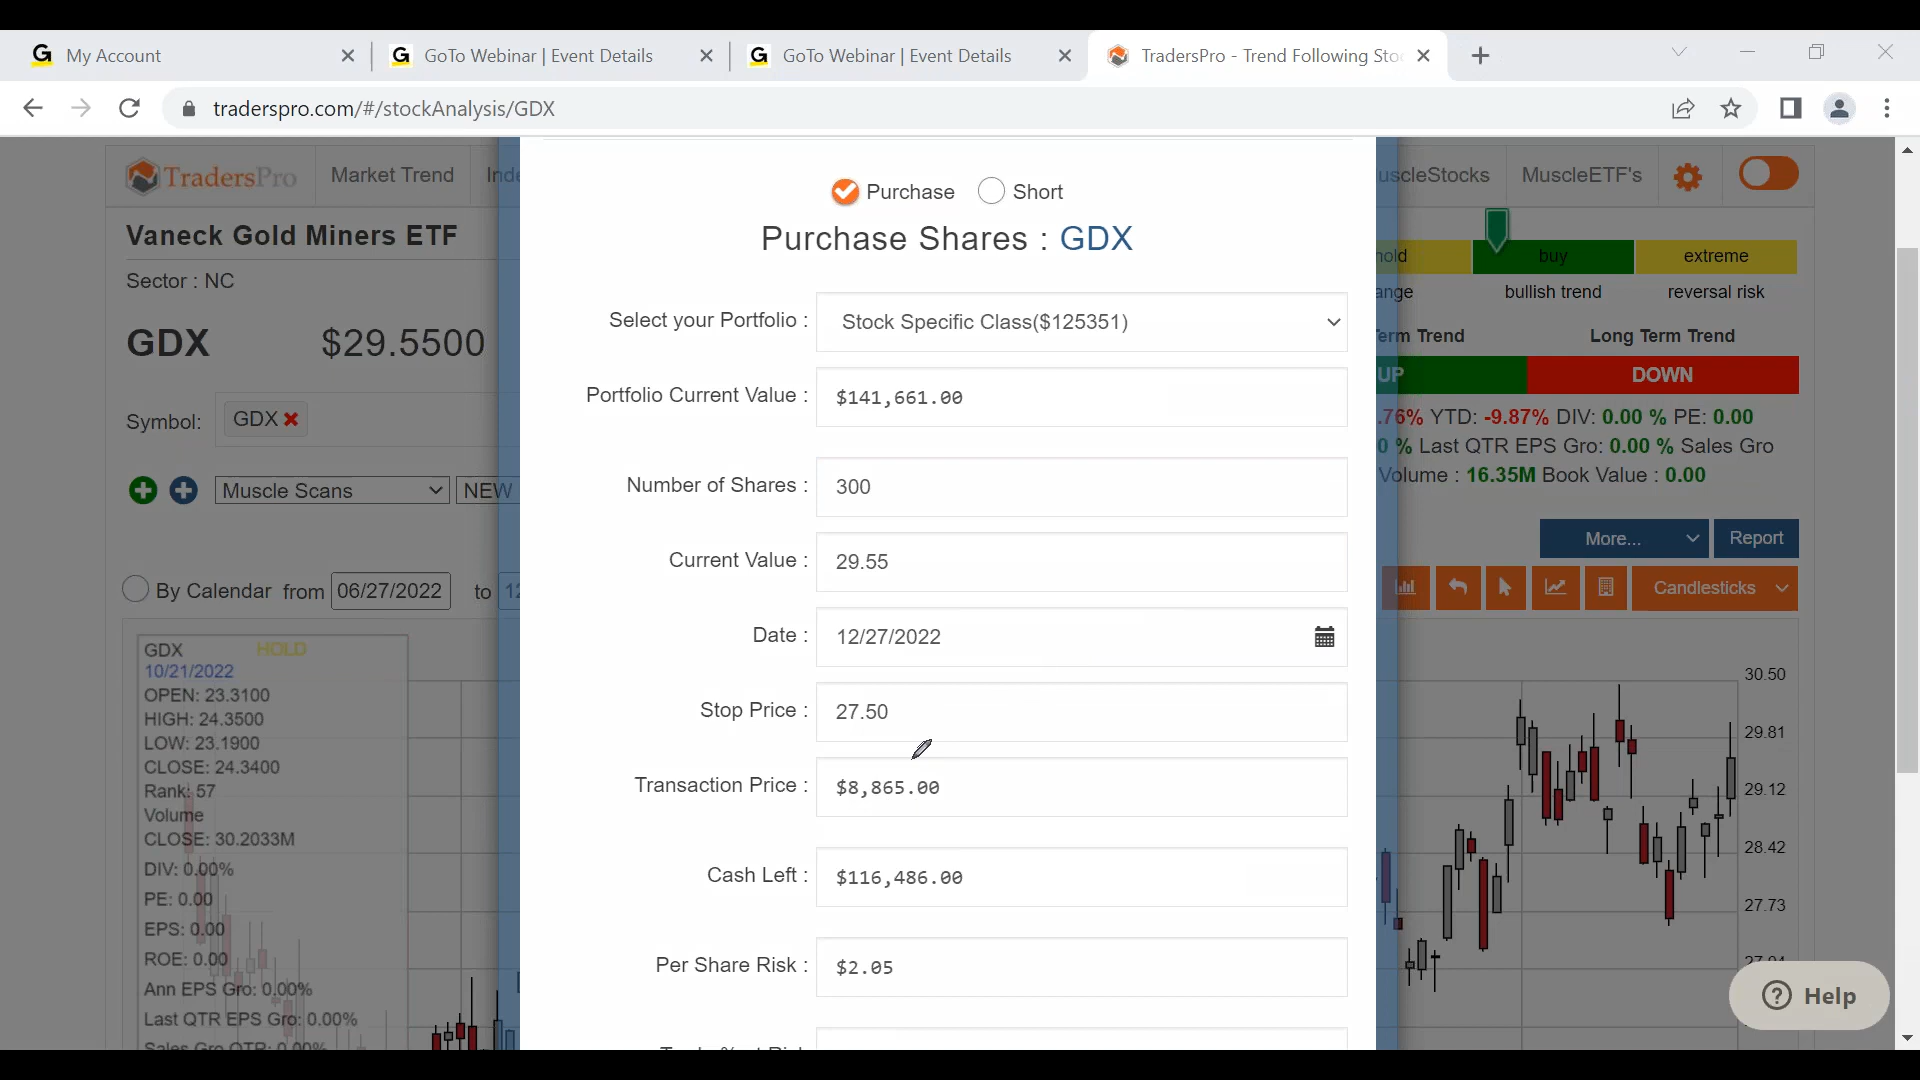 My Account
GoTo Webinar | Event Details
GoTo Webinar | Event Details
TradersPro - Trend Following Sto
traderspro.com/#/stockAnalysis/GDX
TradersPro
Market Trend
Inde
uscleStocks
MuscleETF's
Vaneck Gold Miners ETF
Sector : NC
GDX $29.5500
Symbol: GDX
Muscle Scans
NEW
By Calendar from 06/27/2022 to 12
GDX HOLD
10/21/2022
OPEN: 23.3100
HIGH: 24.3500
LOW: 23.1900
CLOSE: 24.3400
Rank: 57
Volume
CLOSE: 30.2033M
DIV: 0.00%
PE: 0.00
EPS: 0.00
ROE: 0.00
Ann EPS Gro: 0.00%
Last QTR EPS Gro: 0.00%
Sales Gro QTR: 0.00%
Purchase Short
Purchase Shares : GDX
Select your Portfolio : Stock Specific Class($125351)
Portfolio Current Value : $141,661.00
Number of Shares : 300
Current Value : 29.55
Date : 12/27/2022
Stop Price : 27.50
Transaction Price : $8,865.00
Cash Left : $116,486.00
Per Share Risk : $2.05
hold buy extreme
ange bullish trend reversal risk
Term Trend Long Term Trend
UP DOWN
.76% YTD: -9.87% DIV: 0.00 % PE: 0.00
0 % Last QTR EPS Gro: 0.00 % Sales Gro
Volume : 16.35M Book Value : 0.00
More... Report
Candlesticks
30.50
29.81
29.12
28.42
27.73
Help